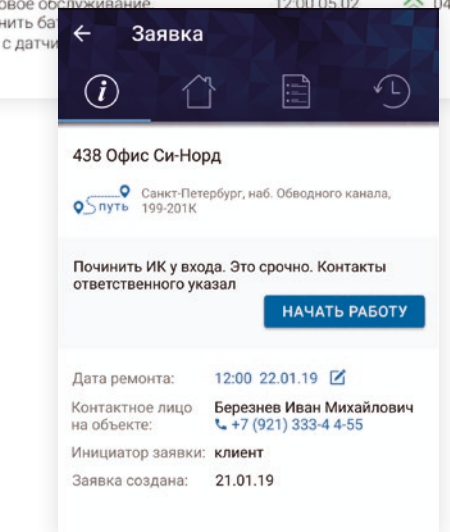 овое обслуживание 12:00 05.02 04
нить
с датчи
Заявка
438 Офис Си-Норд
путь
Санкт-Петербург, наб. Обводного канала,
199-201К
Починить ИК у входа. Это срочно. Контакты
ответственного указал
НАЧАТЬ РАБОТУ
Дата ремонта: 12:00 22.01.19
Контактное лицо Березнев Иван Михайлович
на объекте: +7 (921) 333-4 4-55
Инициатор заявки: клиент
Заявка создана: 21.01.19